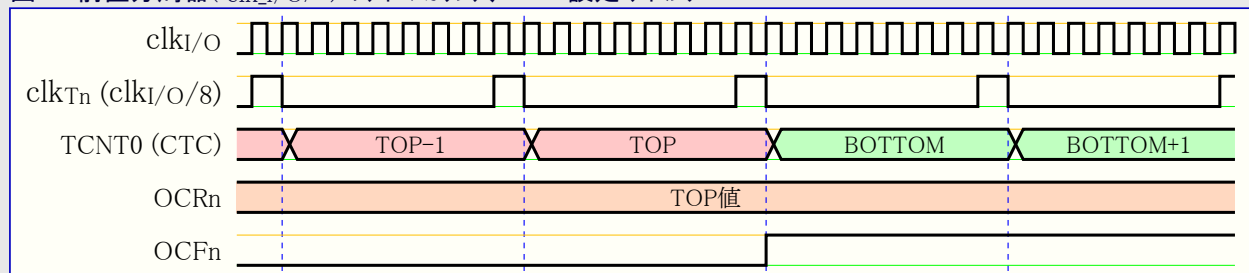 clkI/O
clkTn (clkI/O/8)
TCNT0 (CTC) TOP-1 TOP BOTTOM BOTTOM+1
OCRn TOP値
OCFn